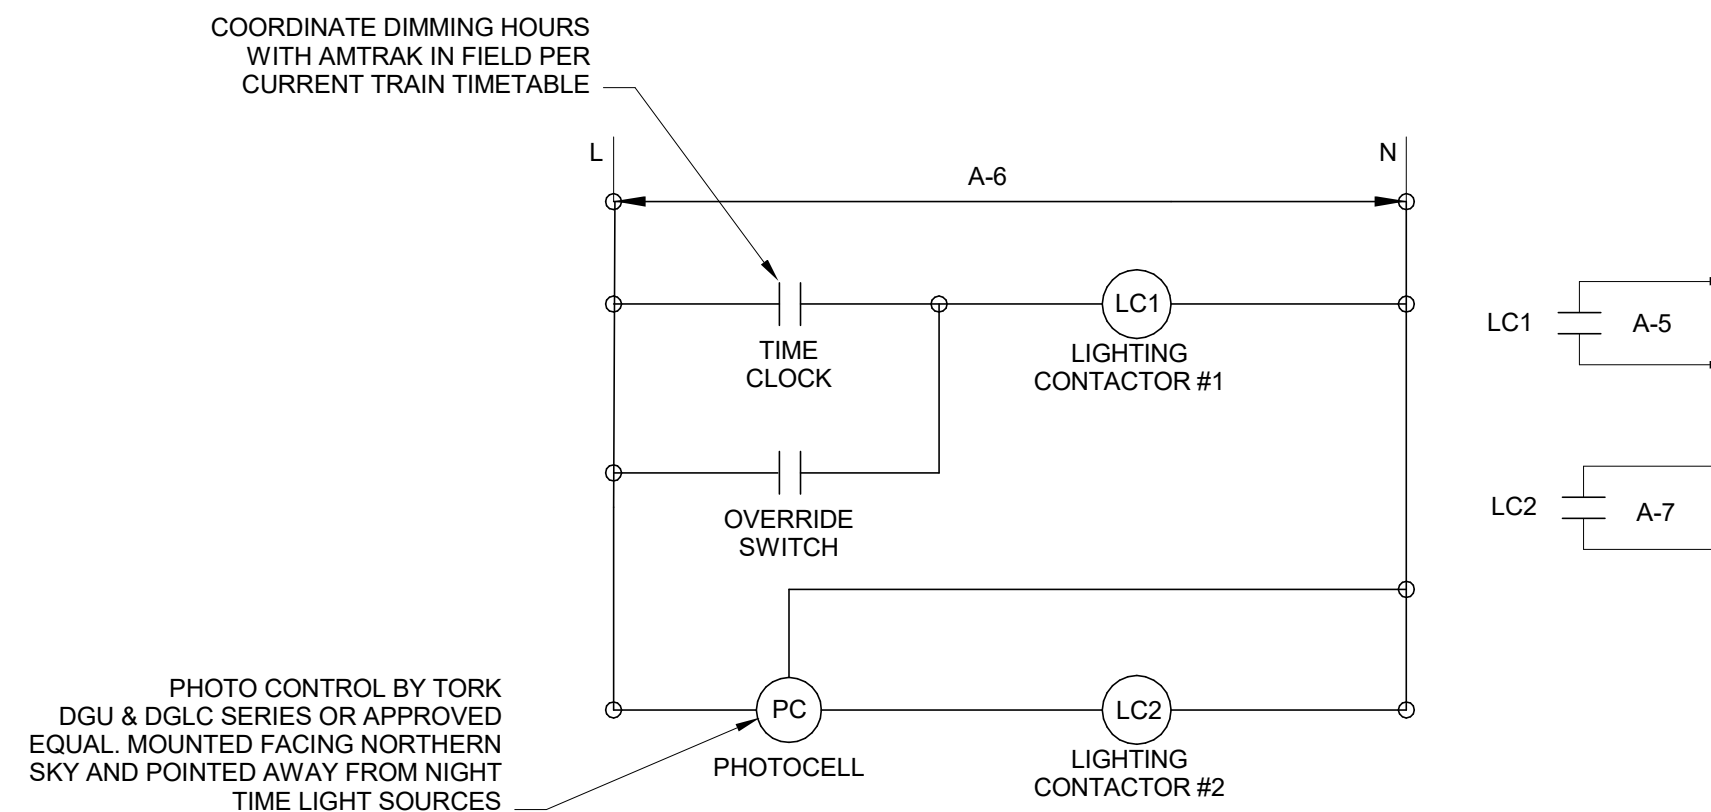 COORDINATE DIMMING HOURS
WITH AMTRAK IN FIELD PER
CURRENT TRAIN TIMETABLE
L
N
A-6
LC1
TIME
CLOCK
LIGHTING
CONTACTOR #1
LC1
A-5
OVERRIDE
SWITCH
LC2
A-7
PHOTO CONTROL BY TORK
DGU & DGLC SERIES OR APPROVED
EQUAL. MOUNTED FACING NORTHERN
SKY AND POINTED AWAY FROM NIGHT
TIME LIGHT SOURCES
PC
PHOTOCELL
LC2
LIGHTING
CONTACTOR #2